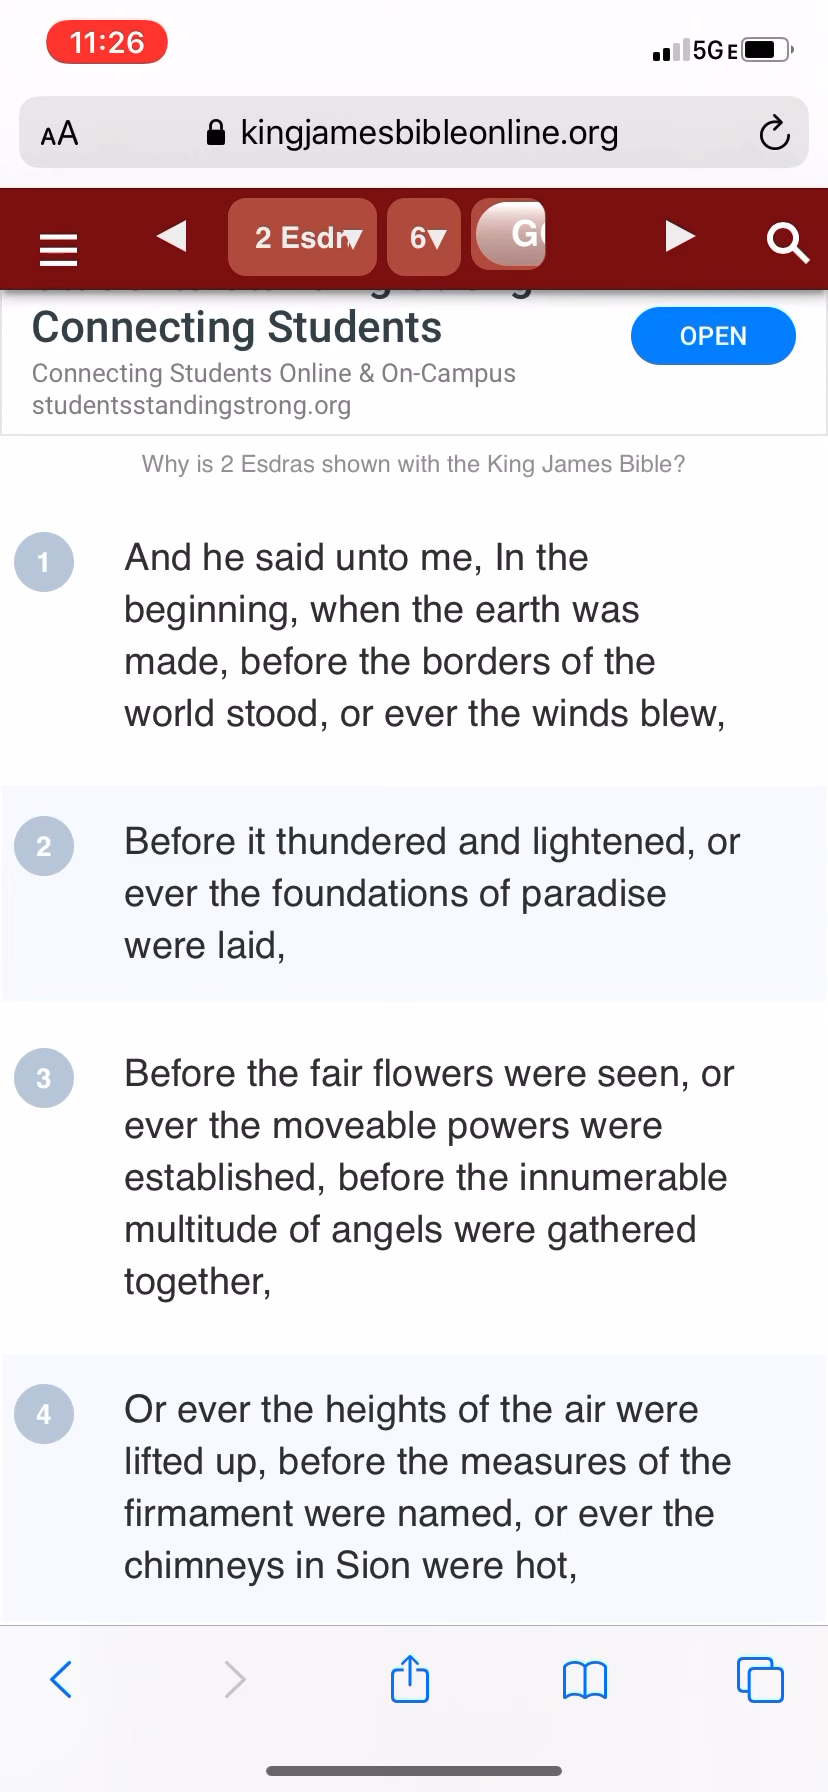 11:26
5GE
AA kingjamesbibleonline.org
2 Esdr 6 G
Connecting Students
OPEN
Connecting Students Online & On-Campus
studentsstandingstrong.org
Why is 2 Esdras shown with the King James Bible?
1 And he said unto me, In the
beginning, when the earth was
made, before the borders of the
world stood, or ever the winds blew,
2 Before it thundered and lightened, or
ever the foundations of paradise
were laid,
3 Before the fair flowers were seen, or
ever the moveable powers were
established, before the innumerable
multitude of angels were gathered
together,
4 Or ever the heights of the air were
lifted up, before the measures of the
firmament were named, or ever the
chimneys in Sion were hot,